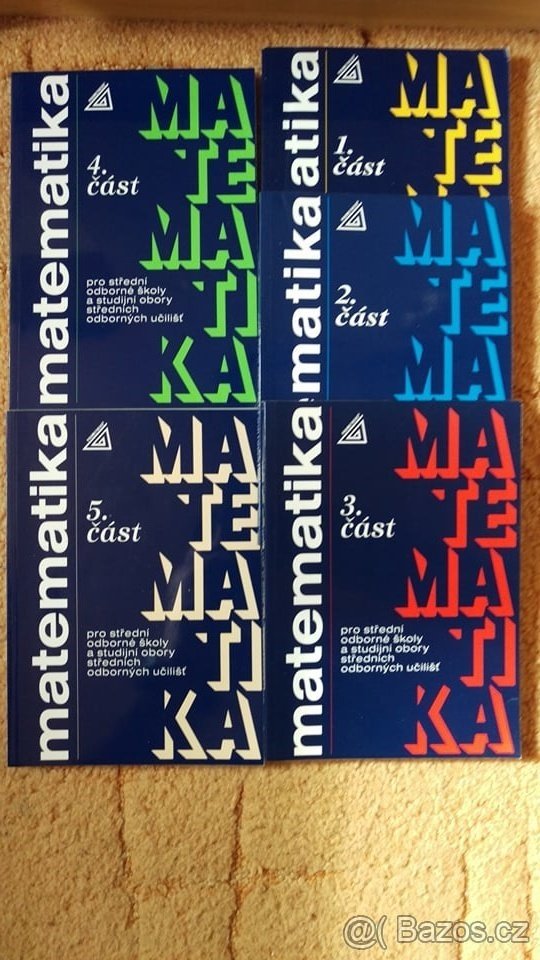 matematika
4.
část
MA
TE
MA
TI
KA
pro střední
odborné školy
a studijní obory
středních
odborných učilišť
atika
1.
část
MA
TE
matika
2.
část
MA
TE
MA
matematika
5.
část
MA
TE
MA
TI
KA
pro střední
odborné školy
a studijní obory
středních
odborných učilišť
matematika
3.
část
MA
TE
MA
TI
KA
pro střední
odborné školy
a studijní obory
středních
odborných učilišť
@( Bazos.cz